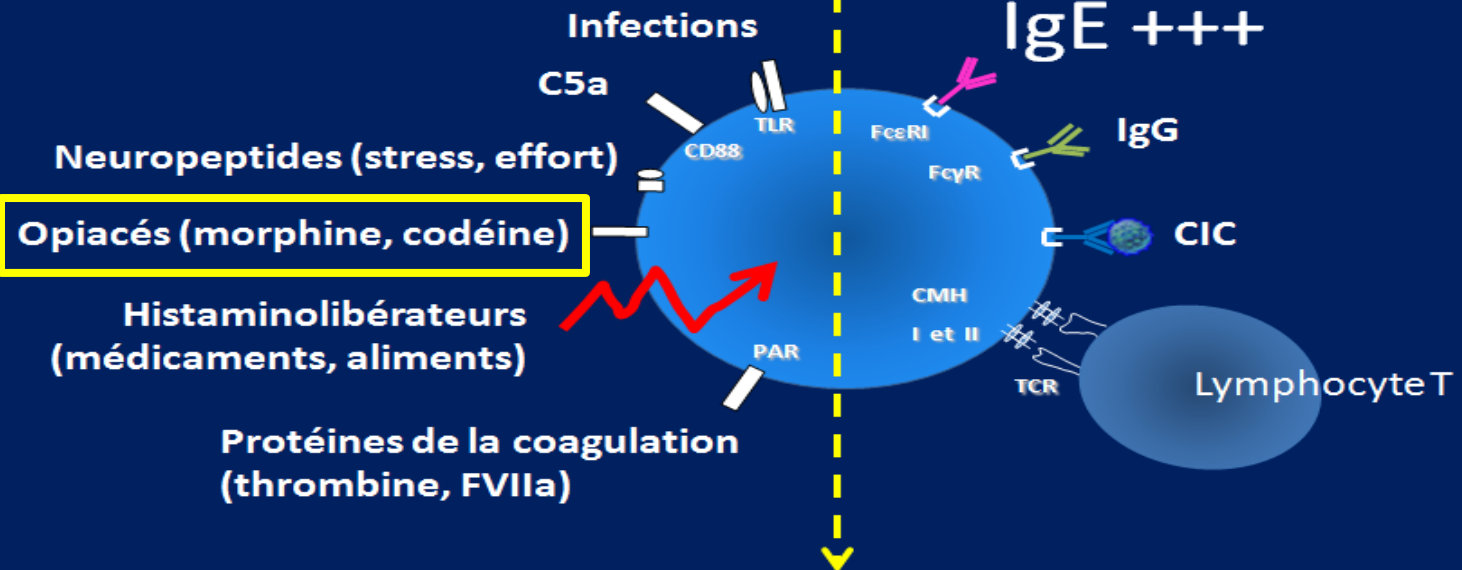 Infections
IgE +++
C5a
TLR
FcεRI
IgG
CD88
Neuropeptides (stress, effort)
FcγR
Opiacés (morphine, codéine)
CIC
Histaminolibérateurs
(médicaments, aliments)
CMH
I et II
PAR
TCR
Lymphocyte T
Protéines de la coagulation
(thrombine, FVIIa)